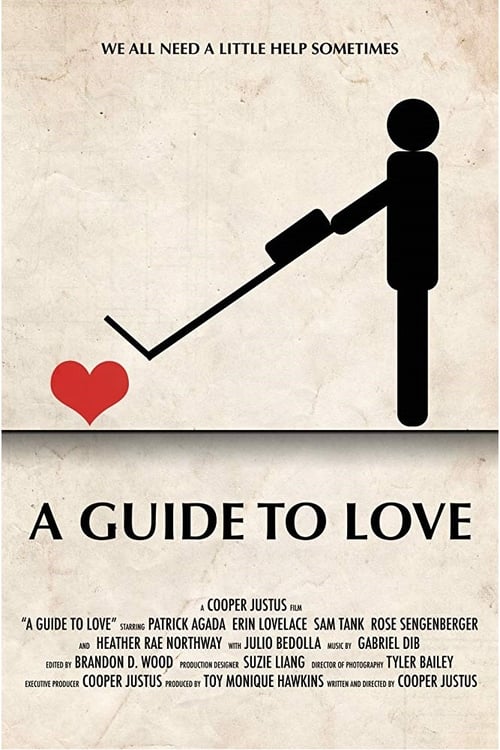 WE ALL NEED A LITTLE HELP SOMETIMES
A GUIDE TO LOVE
A COOPER JUSTUS FILM
"A GUIDE TO LOVE" STARRING PATRICK AGADA ERIN LOVELACE SAM TANK ROSE SENGENBERGER
AND HEATHER RAE NORTHWAY WITH JULIO BEDOLLA MUSIC BY GABRIEL DIB
EDITED BY BRANDON D. WOOD PRODUCTION DESIGNER SUZIE LIANG DIRECTOR OF PHOTOGRAPHY TYLER BAILEY
EXECUTIVE PRODUCER COOPER JUSTUS PRODUCED BY TOY MONIQUE HAWKINS WRITTEN AND DIRECTED BY COOPER JUSTUS